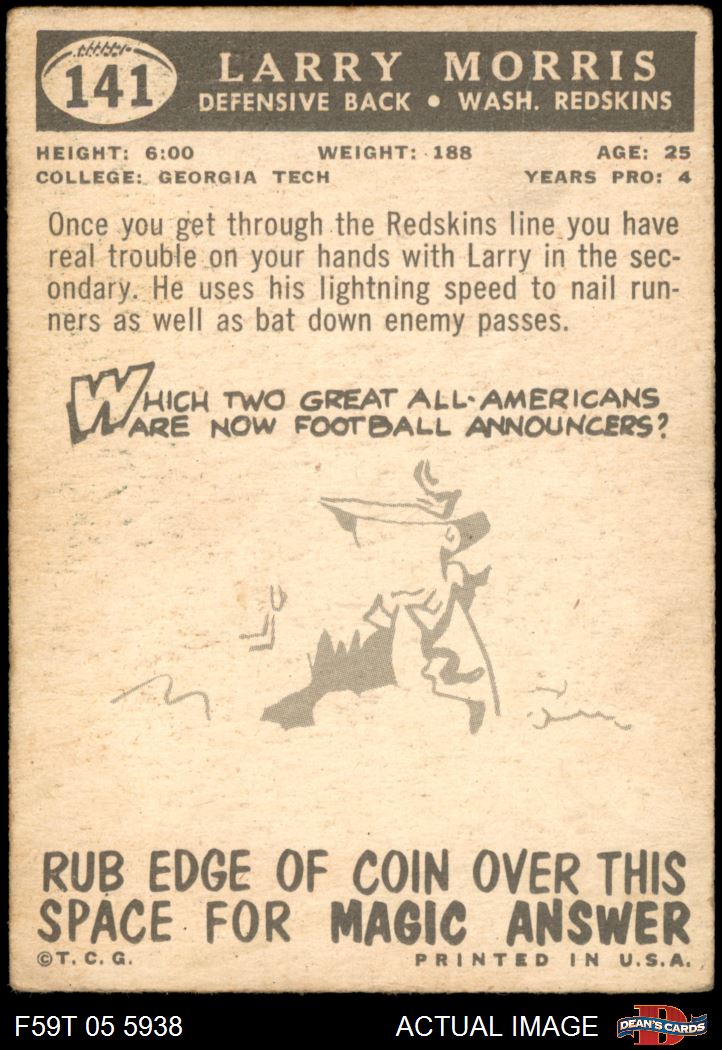 141
LARRY MORRIS
DEFENSIVE BACK • WASH. REDSKINS
HEIGHT: 6:00 WEIGHT: 188 AGE: 25
COLLEGE: GEORGIA TECH YEARS PRO: 4
Once you get through the Redskins line you have
real trouble on your hands with Larry in the sec-
ondary. He uses his lightning speed to nail run-
ners as well as bat down enemy passes.
WHICH TWO GREAT ALL-AMERICANS
ARE NOW FOOTBALL ANNOUNCERS?
RUB EDGE OF COIN OVER THIS
SPACE FOR MAGIC ANSWER
©T.C.G. PRINTED IN U.S.A.
F59T 05 5938 ACTUAL IMAGE DEAN'S CARDS